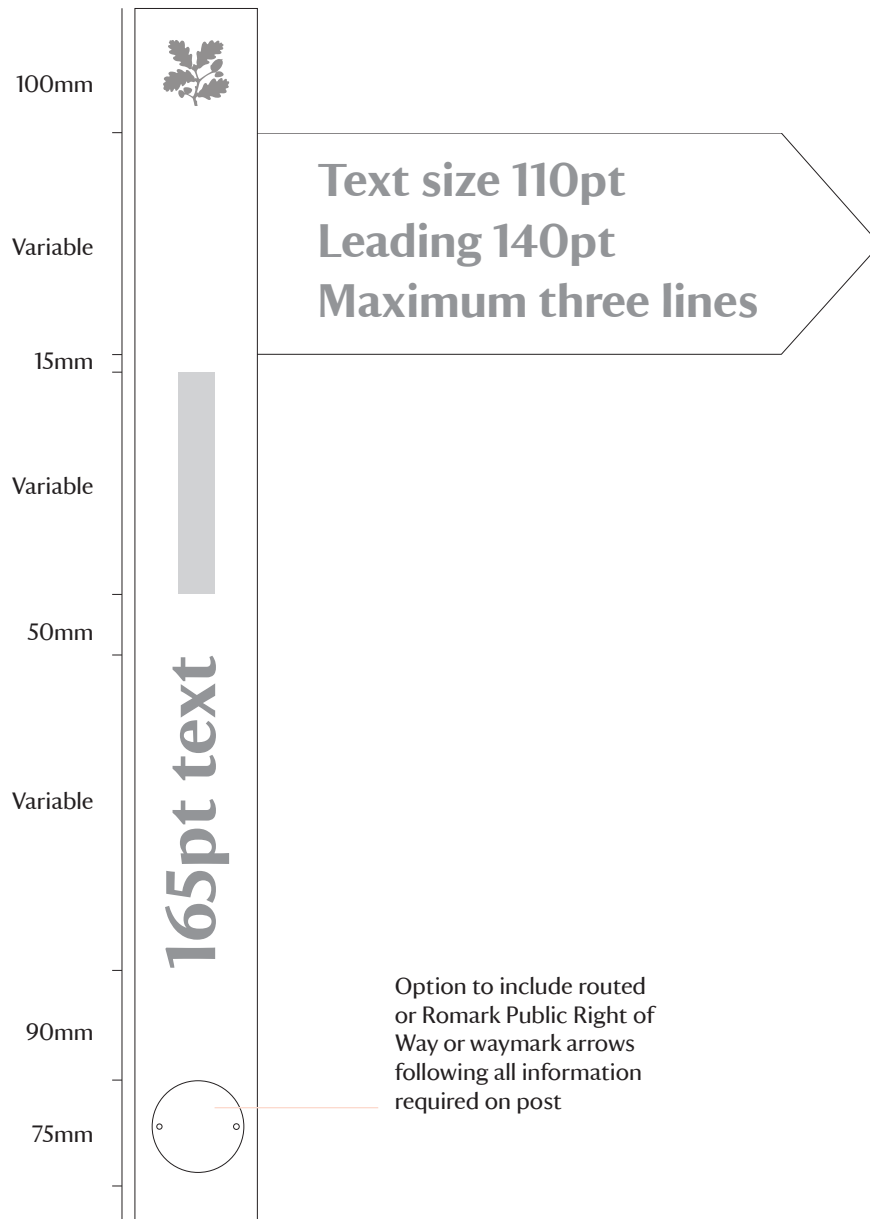 100mm
Text size 110pt
Leading 140pt
Maximum three lines
Variable
15mm
Variable
50mm
165pt text
Variable
Option to include routed
or Romark Public Right of
Way or waymark arrows
following all information
required on post
90mm
75mm